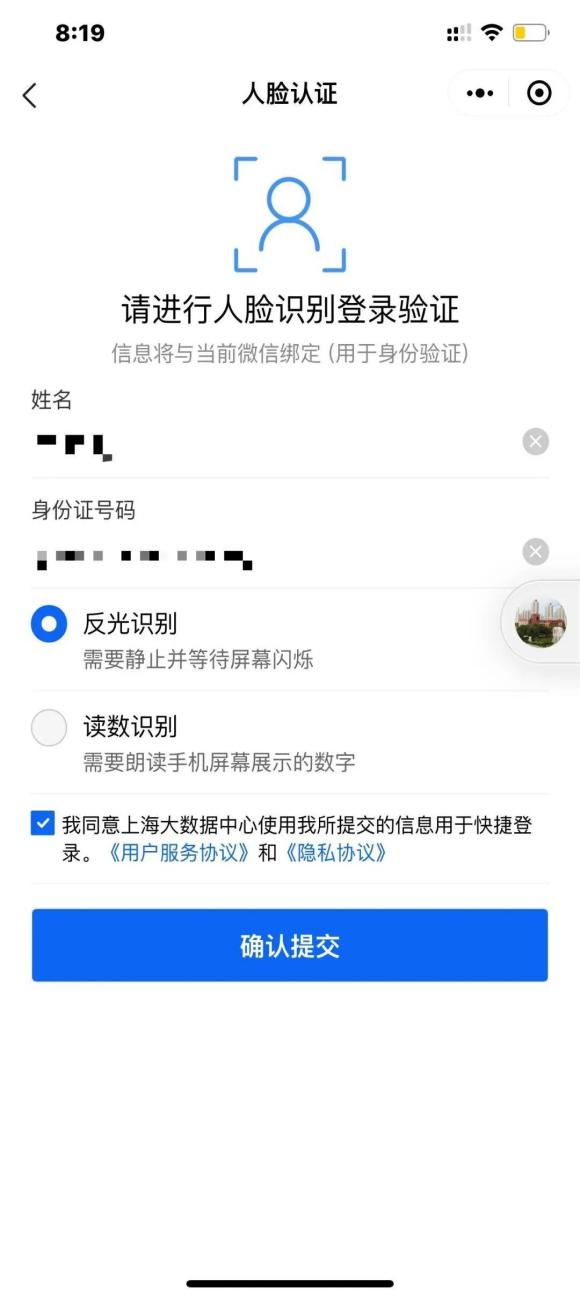 8:19
人脸认证
请进行人脸识别登录验证
信息将与当前微信绑定 (用于身份验证)
姓名
身份证号码
反光识别
需要静止并等待屏幕闪烁
读数识别
需要朗读手机屏幕展示的数字
我同意上海大数据中心使用我所提交的信息用于快捷登
录。《用户服务协议》和《隐私协议》
确认提交